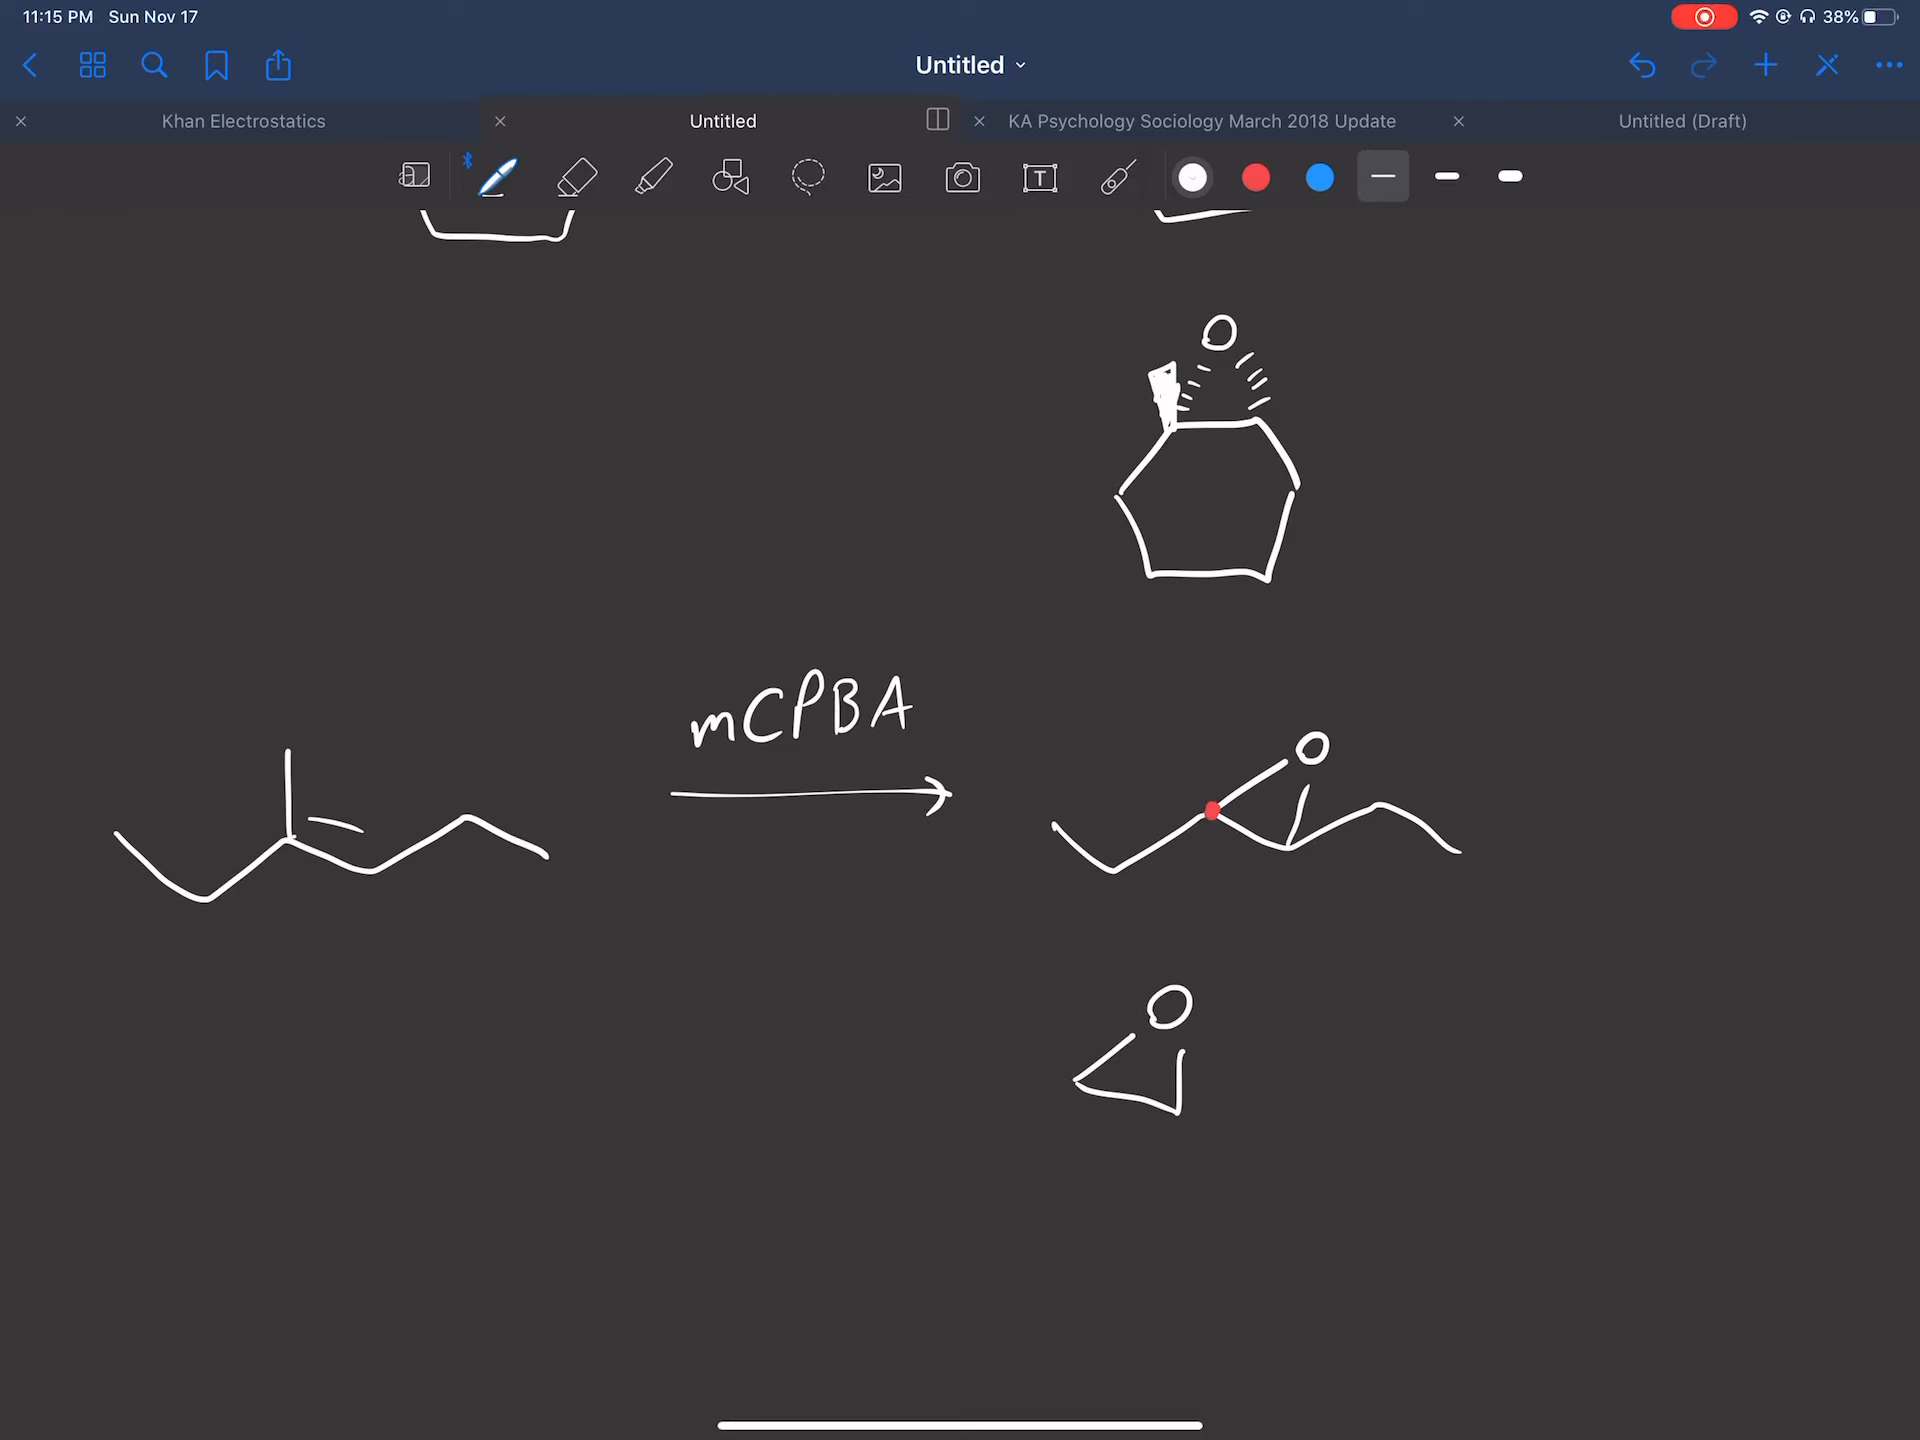 11:15 PM Sun Nov 17
38%
Untitled
Khan Electrostatics
Untitled
KA Psychology Sociology March 2018 Update
Untitled (Draft)
a
T
O
mCPBA
O
O